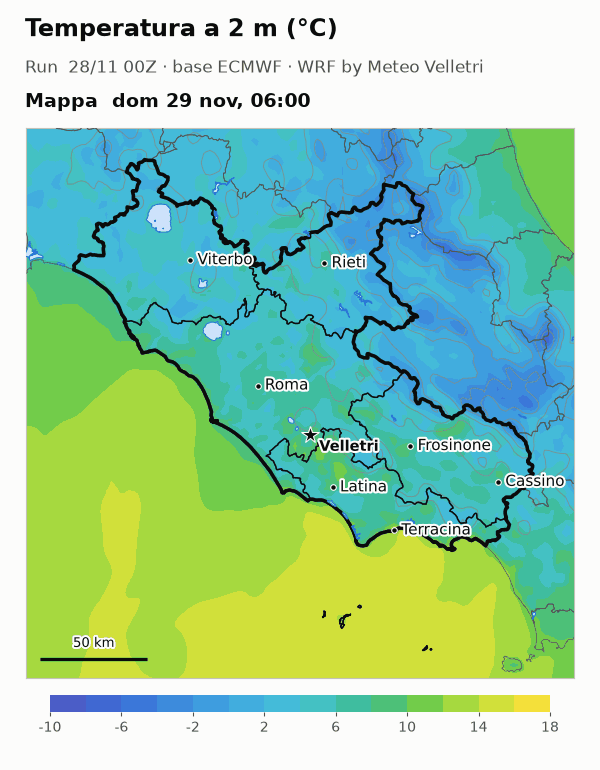 Temperatura a 2 m (°C)
Run  28/11 00Z · base ECMWF · WRF by Meteo Velletri
Mappa  dom 29 nov, 06:00
Viterbo
Rieti
Roma
Velletri
Frosinone
Cassino
Latina
Terracina
50 km
-10 -6 -2 2 6 10 14 18